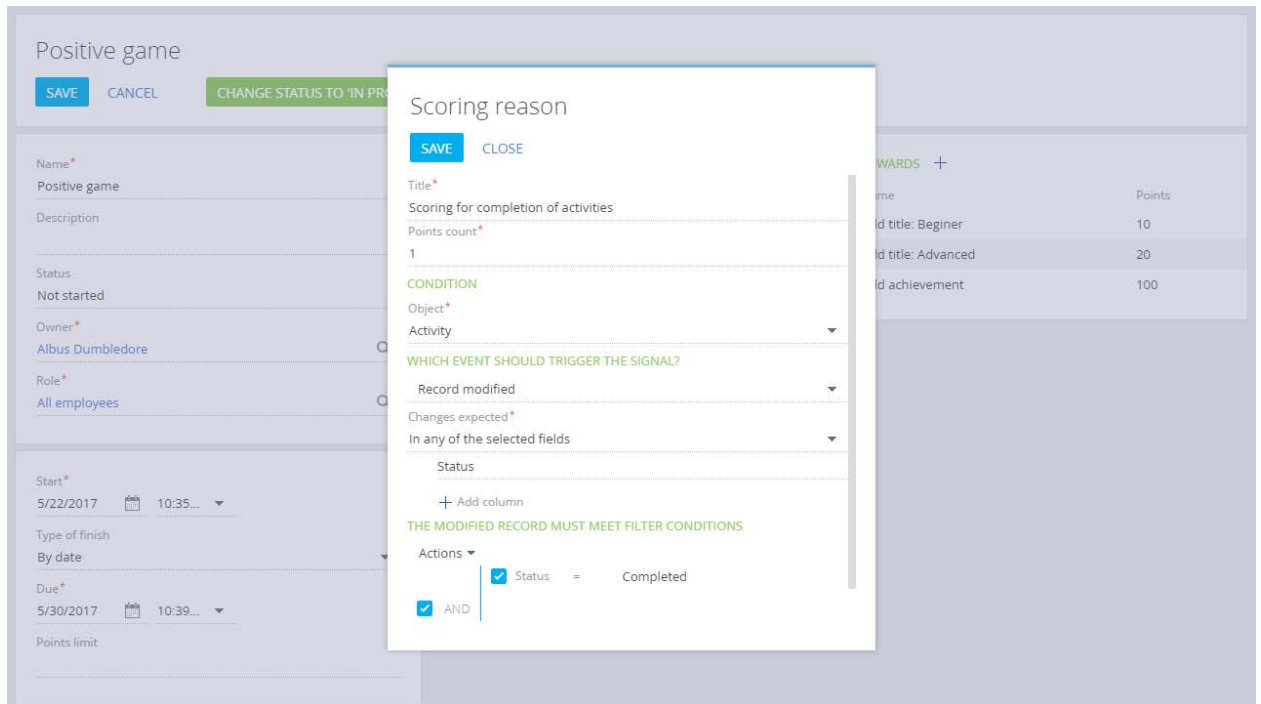 Positive game
SAVE CANCEL CHANGE STATUS TO 'IN PR
Name*
Positive game
Description
Status
Not started
Owner*
Albus Dumbledore
Role*
All employees
Start*
5/22/2017 10:35...
Type of finish
By date
Due*
5/30/2017 10:39...
Points limit
Scoring reason
SAVE CLOSE
Title*
Scoring for completion of activities
Points count*
1
CONDITION
Object*
Activity
WHICH EVENT SHOULD TRIGGER THE SIGNAL?
Record modified
Changes expected*
In any of the selected fields
Status
+ Add column
THE MODIFIED RECORD MUST MEET FILTER CONDITIONS
Actions
Status = Completed
AND
WARDS +
me Points
ld title: Beginer 10
ld title: Advanced 20
ld achievement 100